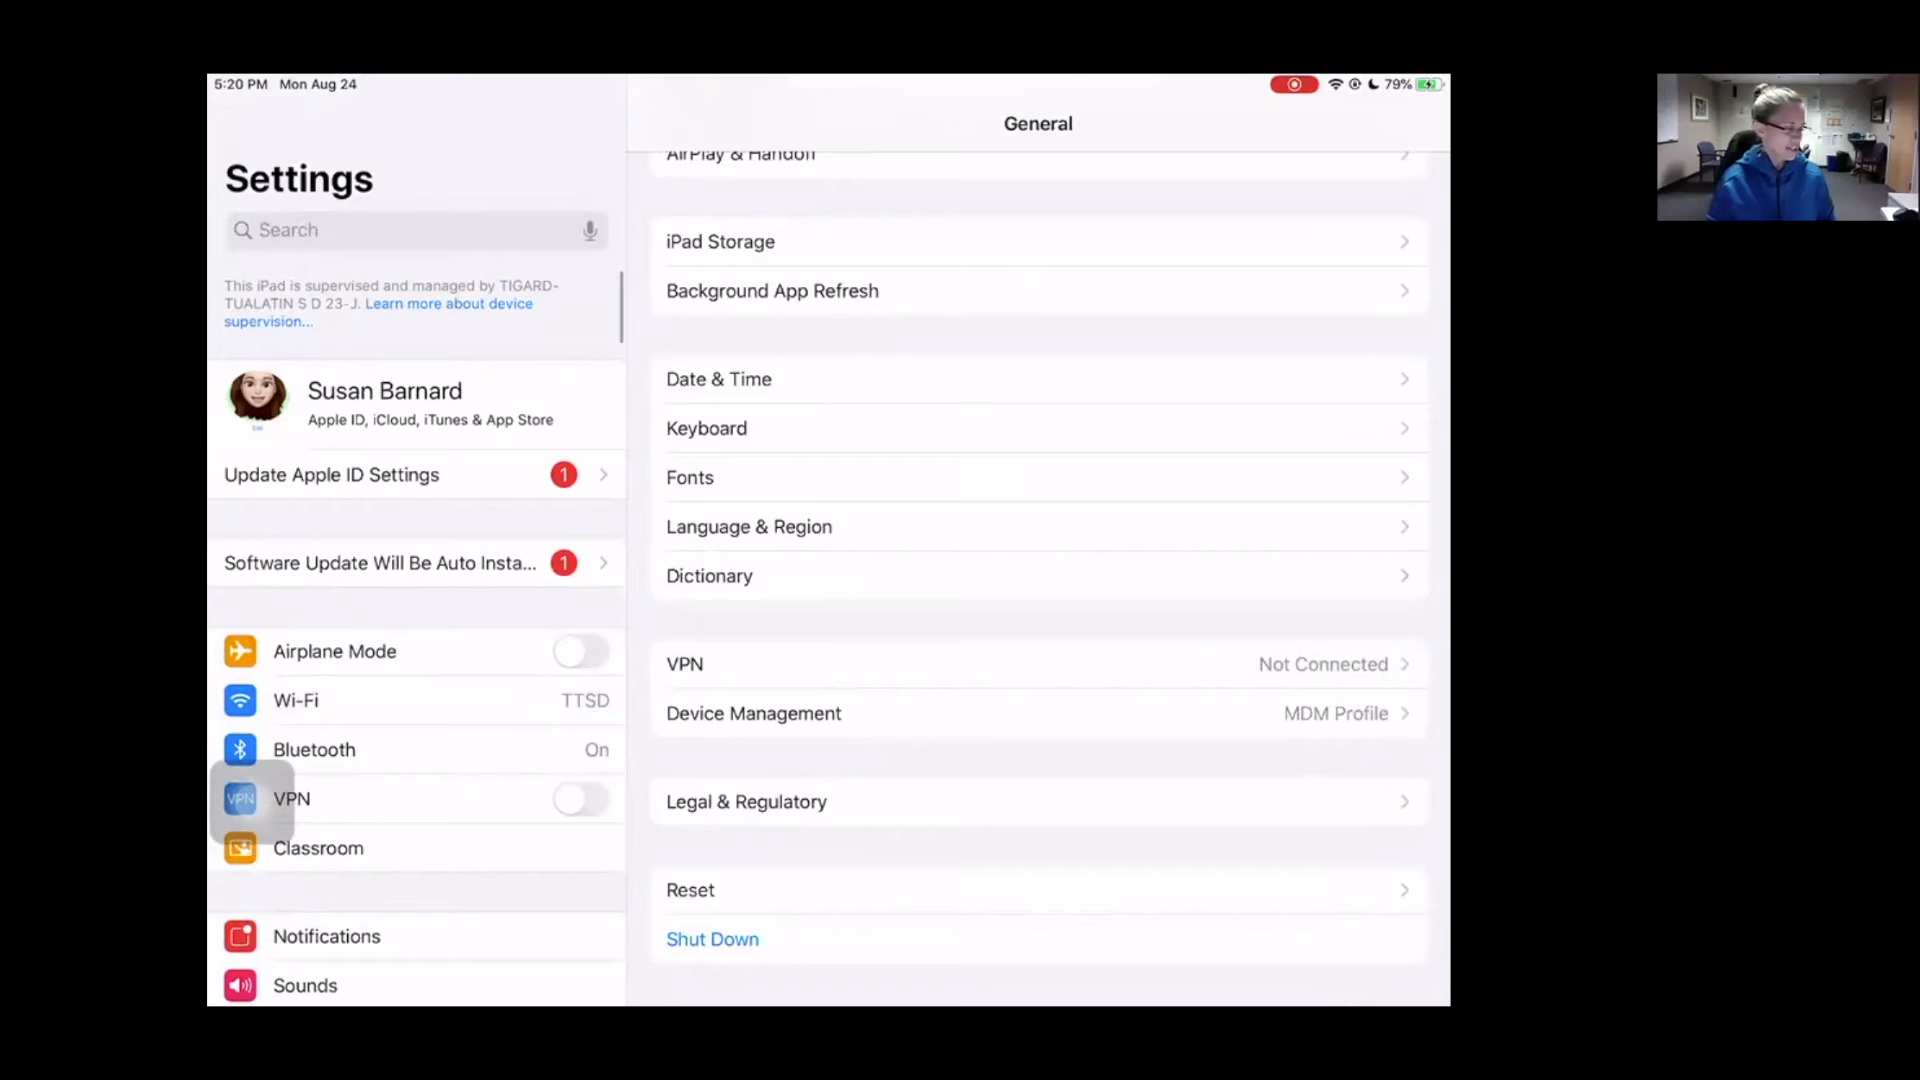 5:20 PM Mon Aug 24
79%
Settings
Search
This iPad is supervised and managed by TIGARD-
TUALATIN S D 23-J. Learn more about device
supervision...
Susan Barnard
Apple ID, iCloud, iTunes & App Store
Update Apple ID Settings 1
Software Update Will Be Auto Insta... 1
Airplane Mode
Wi-Fi TTSD
Bluetooth On
VPN VPN
Classroom
Notifications
Sounds
General
AirPlay & Handoff
iPad Storage
Background App Refresh
Date & Time
Keyboard
Fonts
Language & Region
Dictionary
VPN Not Connected
Device Management MDM Profile
Legal & Regulatory
Reset
Shut Down